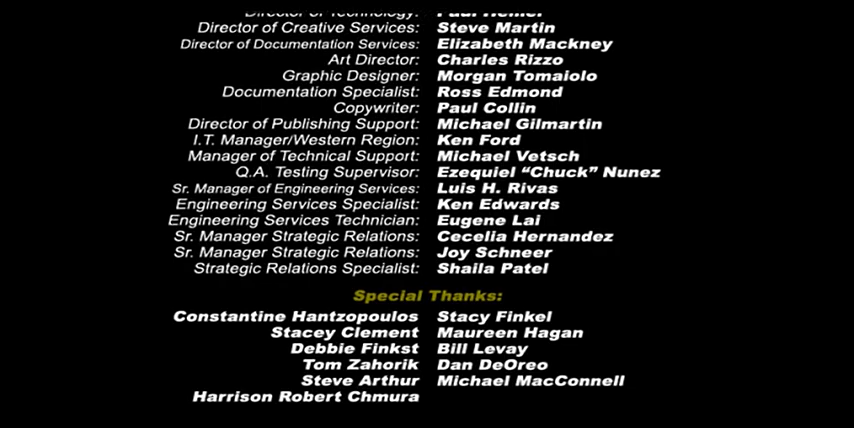 Director of Technology: Paul
Director of Creative Services: Steve Martin
Director of Documentation Services: Elizabeth Mackney
Art Director: Charles Rizzo
Graphic Designer: Morgan Tomaiolo
Documentation Specialist: Ross Edmond
Copywriter: Paul Collin
Director of Publishing Support: Michael Gilmartin
I.T. Manager/Western Region: Ken Ford
Manager of Technical Support: Michael Vetsch
Q.A. Testing Supervisor: Ezequiel “Chuck” Nunez
Sr. Manager of Engineering Services: Luis H. Rivas
Engineering Services Specialist: Ken Edwards
Engineering Services Technician: Eugene Lai
Sr. Manager Strategic Relations: Cecelia Hernandez
Sr. Manager Strategic Relations: Joy Schneer
Strategic Relations Specialist: Shaila Patel
Special Thanks:
Constantine Hantzopoulos Stacy Finkel
Stacey Clement Maureen Hagan
Debbie Finkst Bill Levay
Tom Zahorik Dan DeOreo
Steve Arthur Michael MacConnell
Harrison Robert Chmura